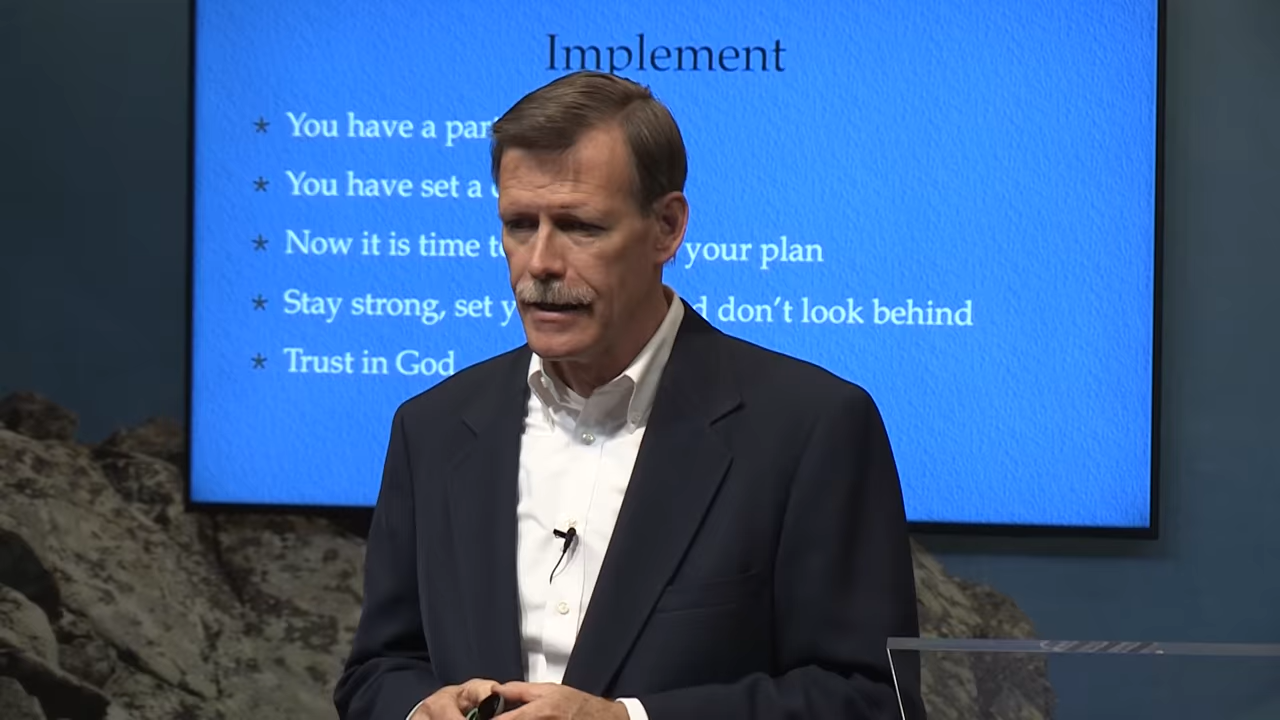 Implement
* You have a
* You have set a
* Now it is time your plan
* Stay strong, set don't look behind
* Trust in God